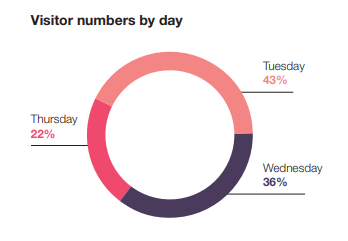 Visitor numbers by day
Tuesday
43%
Thursday
22%
Wednesday
36%